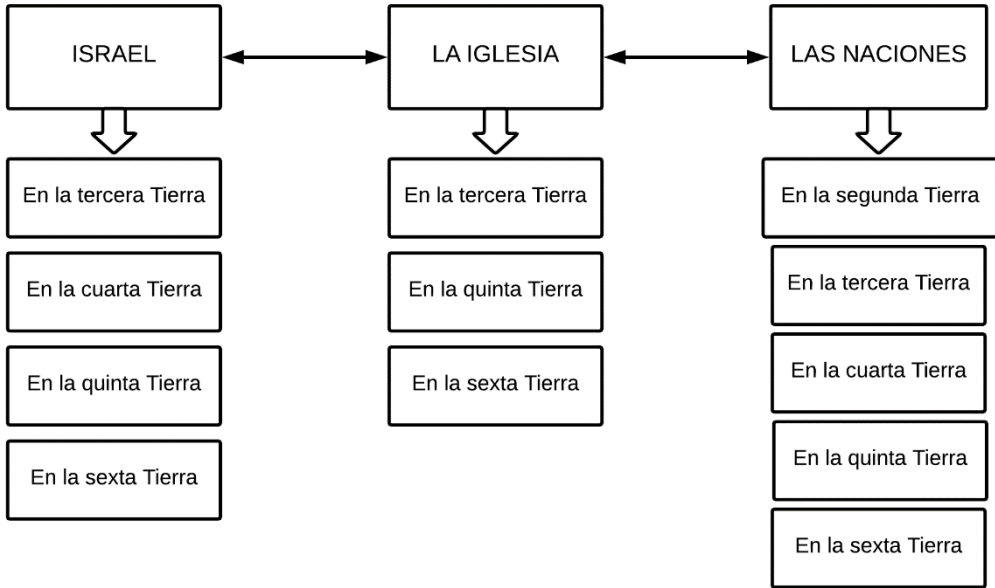 ISRAEL
LA IGLESIA
LAS NACIONES
En la tercera Tierra
En la cuarta Tierra
En la quinta Tierra
En la sexta Tierra
En la tercera Tierra
En la quinta Tierra
En la sexta Tierra
En la segunda Tierra
En la tercera Tierra
En la cuarta Tierra
En la quinta Tierra
En la sexta Tierra